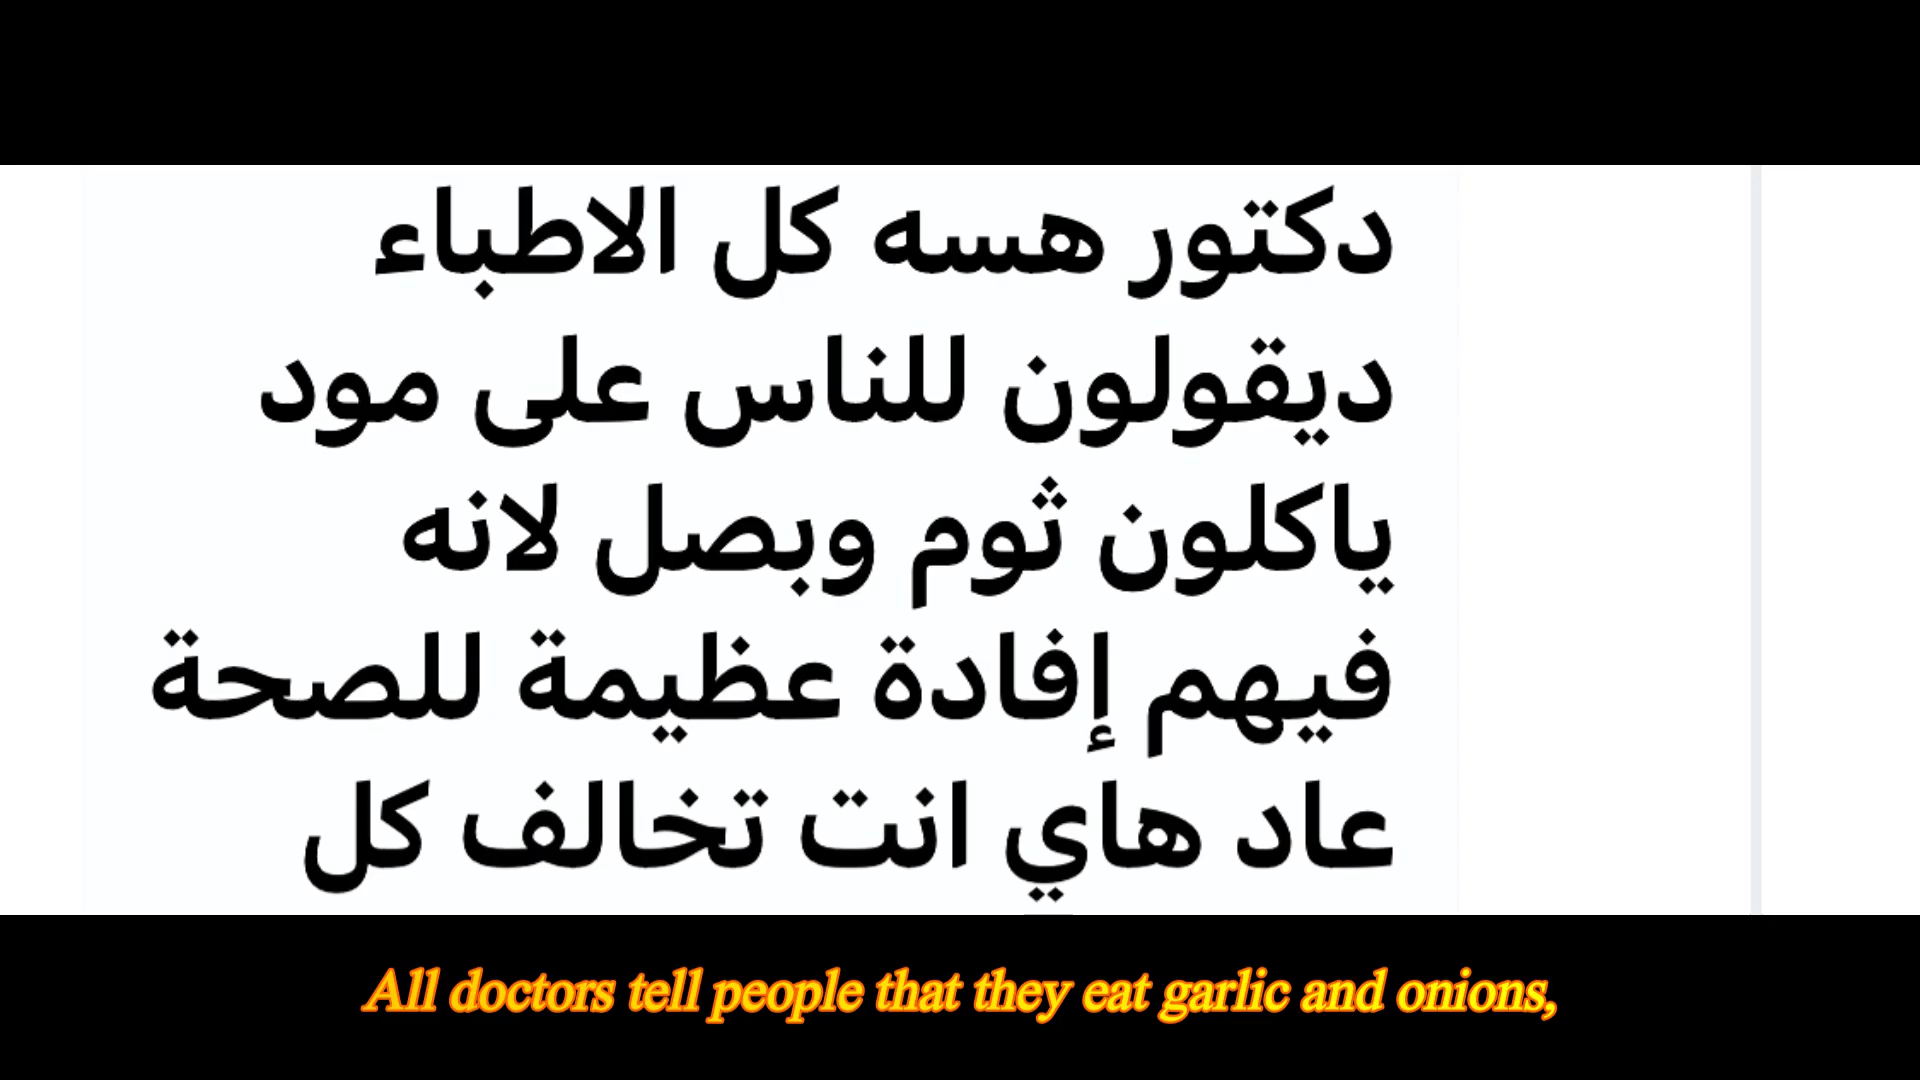 دكتور هسه كل الاطباء
ديقولون للناس على مود
ياكلون ثوم وبصل لانه
فيهم إفادة عظيمة للصحة
عاد هاي انت تخالف كل
All doctors tell people that they eat garlic and onions,